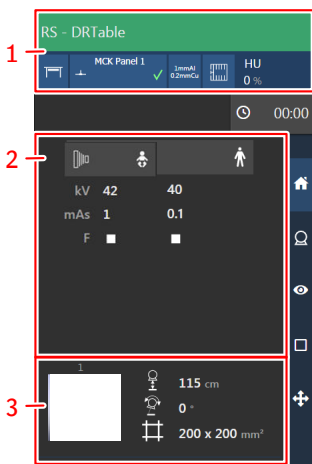 1
RS - DRTable
MCK Panel 1
1mmAl
0.2mmCu
HU
0 %
00:00
2
kV 42 40
mAs 1 0.1
F
3
1
115 cm
0 °
200 x 200 mm²